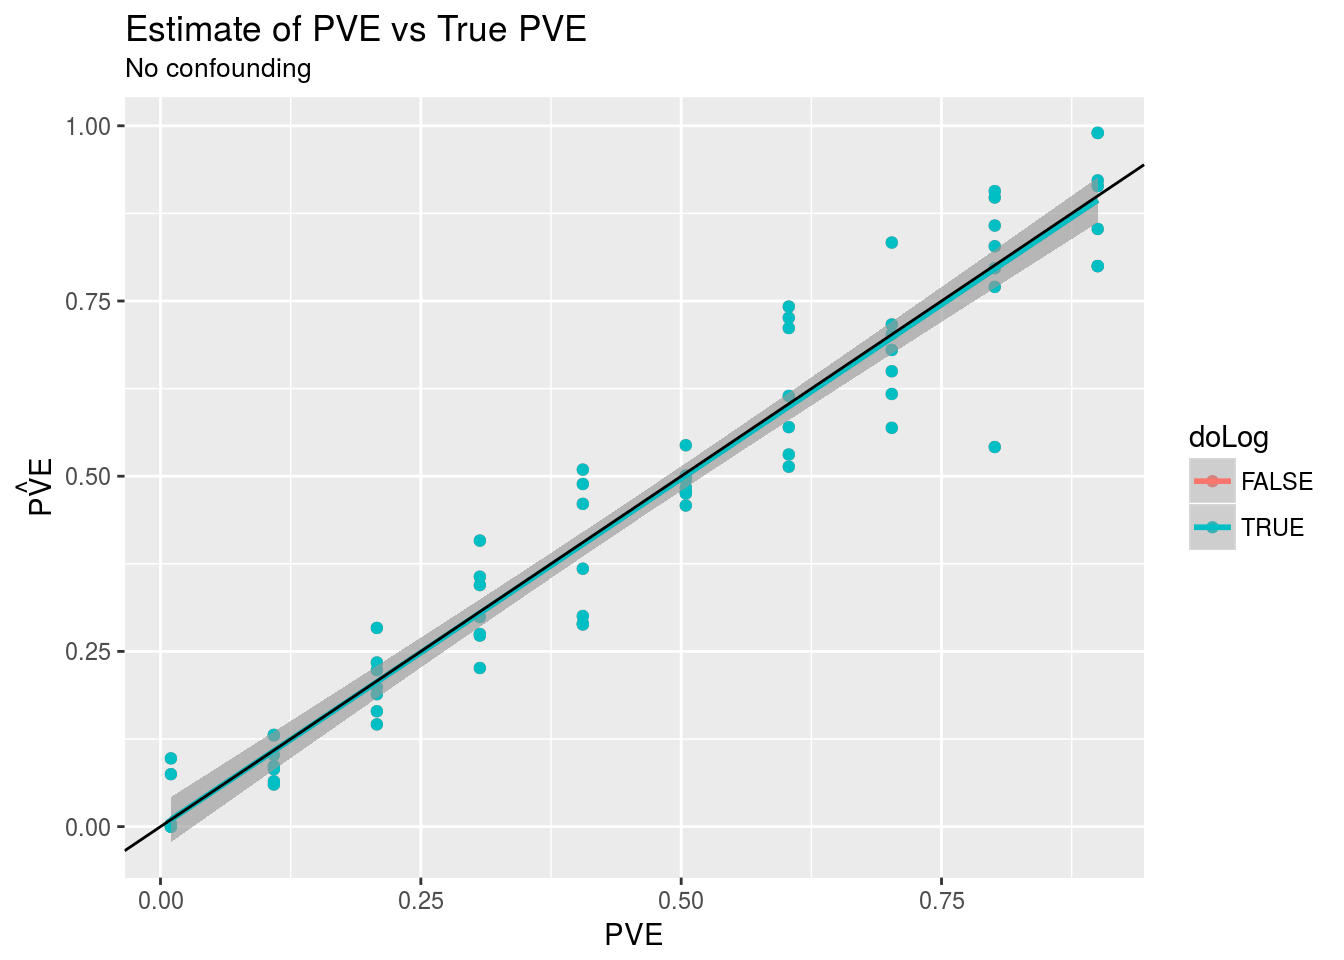 Estimate of PVE vs True PVE
No confounding
1.00
0.75
0.50
0.25
0.00
PV̂E
0.00
0.25
0.50
0.75
PVE
doLog
FALSE
TRUE